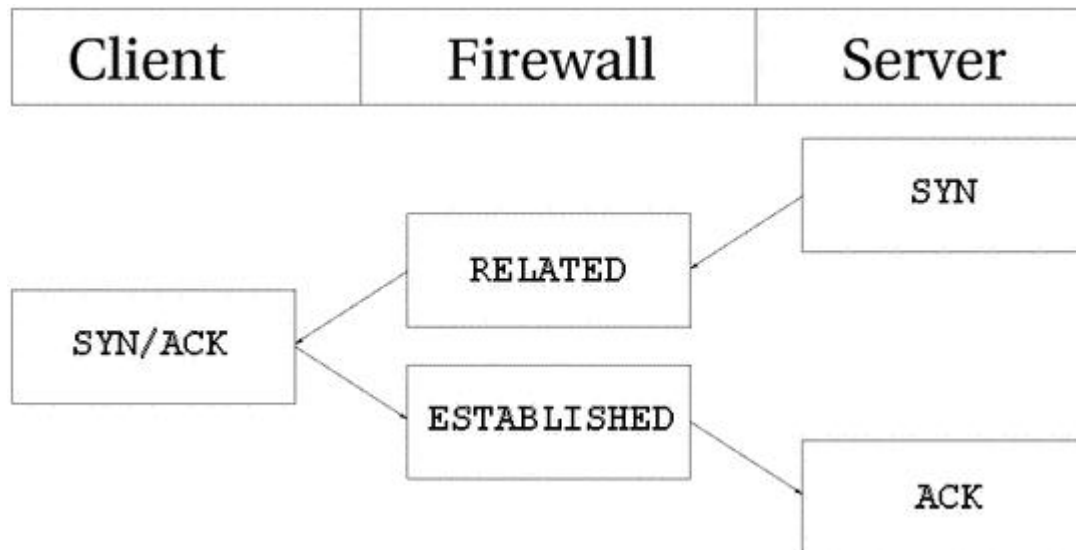 Client Firewall Server
SYN
RELATED
SYN/ACK
ESTABLISHED
ACK